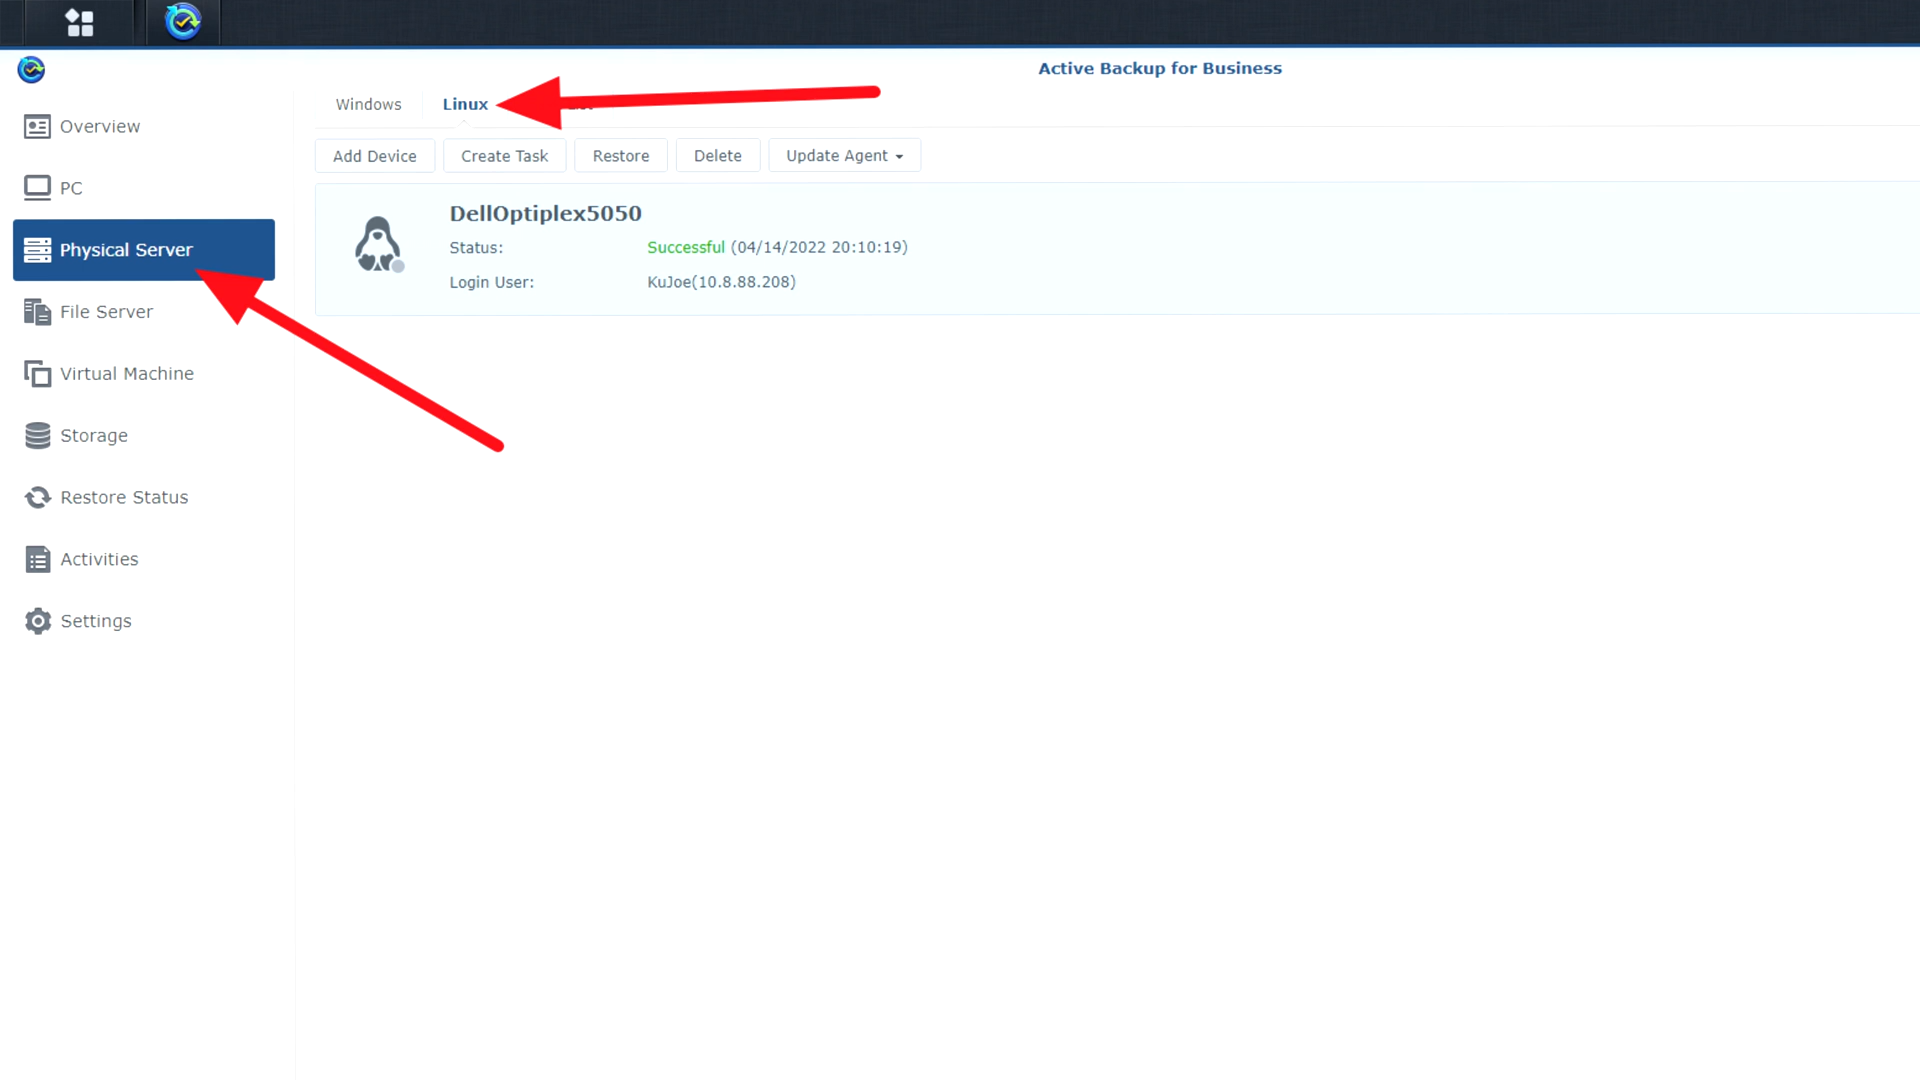 Active Backup for Business
Windows
Linux
Overview
PC
Physical Server
File Server
Virtual Machine
Storage
Restore Status
Activities
Settings
Add Device
Create Task
Restore
Delete
Update Agent
DellOptiplex5050
Status: Successful (04/14/2022 20:10:19)
Login User: KuJoe(10.8.88.208)